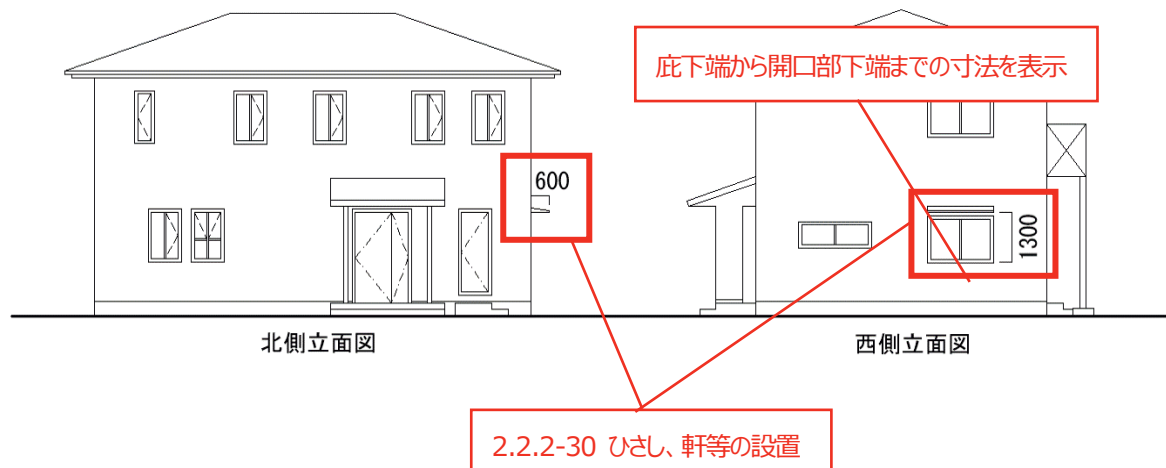 庇下端から開口部下端までの寸法を表示
600
1300
北側立面図
西側立面図
2.2.2-30 ひさし、軒等の設置